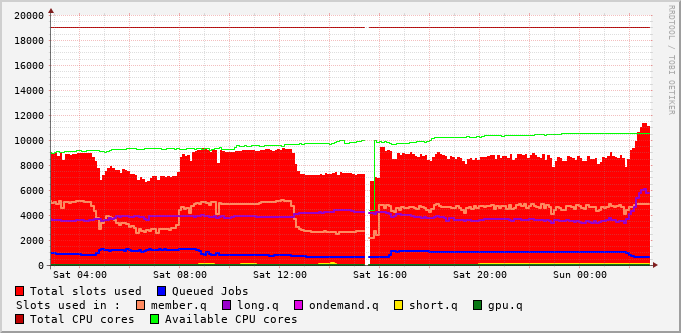 20000
18000
16000
14000
12000
10000
8000
6000
4000
2000
0
Sat 04:00 Sat 08:00 Sat 12:00 Sat 16:00 Sat 20:00 Sun 00:00
RRDTOOL / TOBI OETIKER
Total slots used Queued Jobs
Slots used in : member.q long.q ondemand.q short.q gpu.q
Total CPU cores Available CPU cores